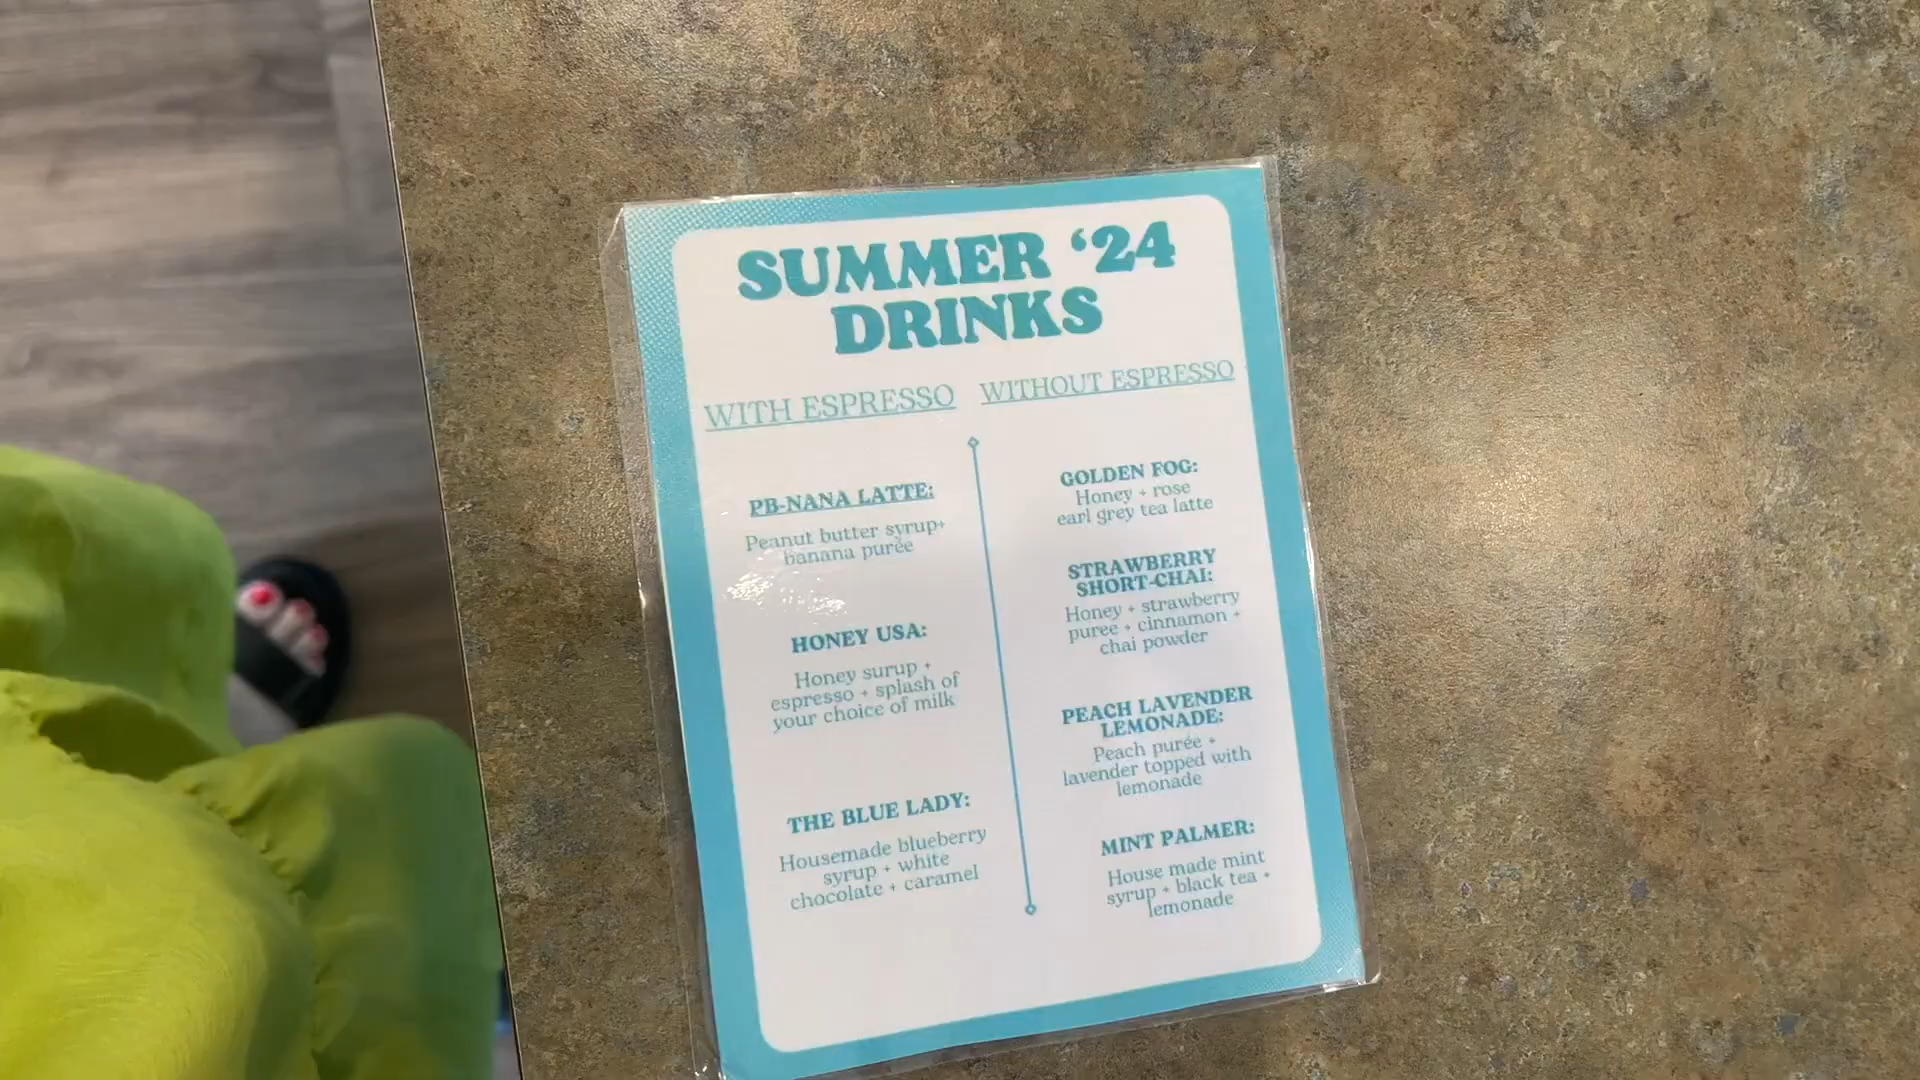 SUMMER ‘24
DRINKS
WITH ESPRESSO
PB-NANA LATTE:
Peanut butter syrup+
banana purée
HONEY USA:
Honey surup +
espresso + splash of
your choice of milk
THE BLUE LADY:
Housemade blueberry
syrup + white
chocolate + caramel
WITHOUT ESPRESSO
GOLDEN FOG:
Honey + rose
earl grey tea latte
STRAWBERRY
SHORT-CHAI:
Honey + strawberry
puree + cinnamon +
chai powder
PEACH LAVENDER
LEMONADE:
Peach purée +
lavender topped with
lemonade
MINT PALMER:
House made mint
syrup + black tea +
lemonade